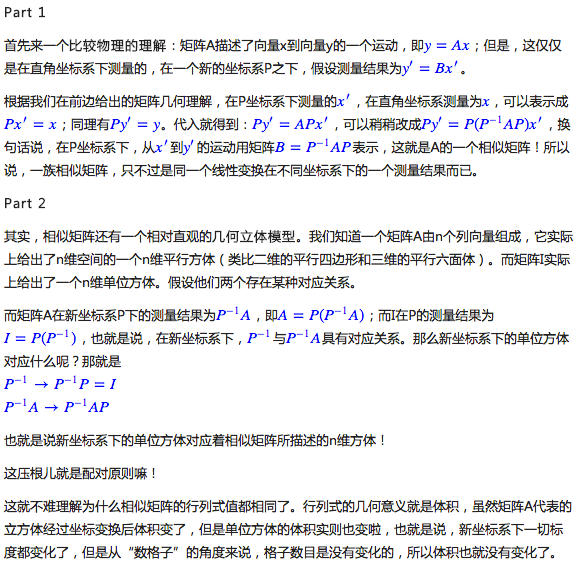 Part 1
首先来一个比较物理的理解：矩阵A描述了向量x到向量y的一个运动，即y = Ax；但是，这仅仅
是在直角坐标系下测量的，在一个新的坐标系P之下，假设测量结果为y′ = Bx′。
根据我们在前边给出的矩阵几何理解，在P坐标系下测量的x′，在直角坐标系测量为x，可以表示成
Px′ = x；同理有Py′ = y。代入就得到：Py′ = APx′，可以稍稍改成Py′ = P(P⁻¹AP)x′，换
句话说，在P坐标系下，从x′到y′的运动用矩阵B = P⁻¹AP表示，这就是A的一个相似矩阵！所以
说，一族相似矩阵，只不过是同一个线性变换在不同坐标系下的一个测量结果而已。
Part 2
其实，相似矩阵还有一个相对直观的几何立体模型。我们知道一个矩阵A由n个列向量组成，它实际
上给出了n维空间的一个n维平行方体（类比二维的平行四边形和三维的平行六面体）。而矩阵I实际
上给出了一个n维单位方体。假设他们两个存在某种对应关系。
而矩阵A在新坐标系P下的测量结果为P⁻¹A，即A = P(P⁻¹A)；而I在P的测量结果为
I = P(P⁻¹)，也就是说，在新坐标系下，P⁻¹与P⁻¹A具有对应关系。那么新坐标系下的单位方体
对应什么呢？那就是
P⁻¹ → P⁻¹P = I
P⁻¹A → P⁻¹AP
也就是说新坐标系下的单位方体对应着相似矩阵所描述的n维方体！
这压根儿就是配对原则嘛！
这就不难理解为什么相似矩阵的行列式值都相同了。行列式的几何意义就是体积，虽然矩阵A代表的
立方体经过坐标变换后体积变了，但是单位方体的体积实则也变啦，也就是说，新坐标系下一切标
度都变化了，但是从“数格子”的角度来说，格子数目是没有变化的，所以体积也就没有变化了。